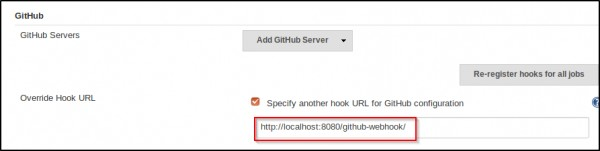 GitHub
GitHub Servers
Add GitHub Server
Re-register hooks for all jobs
Override Hook URL
Specify another hook URL for GitHub configuration
http://localhost:8080/github-webhook/